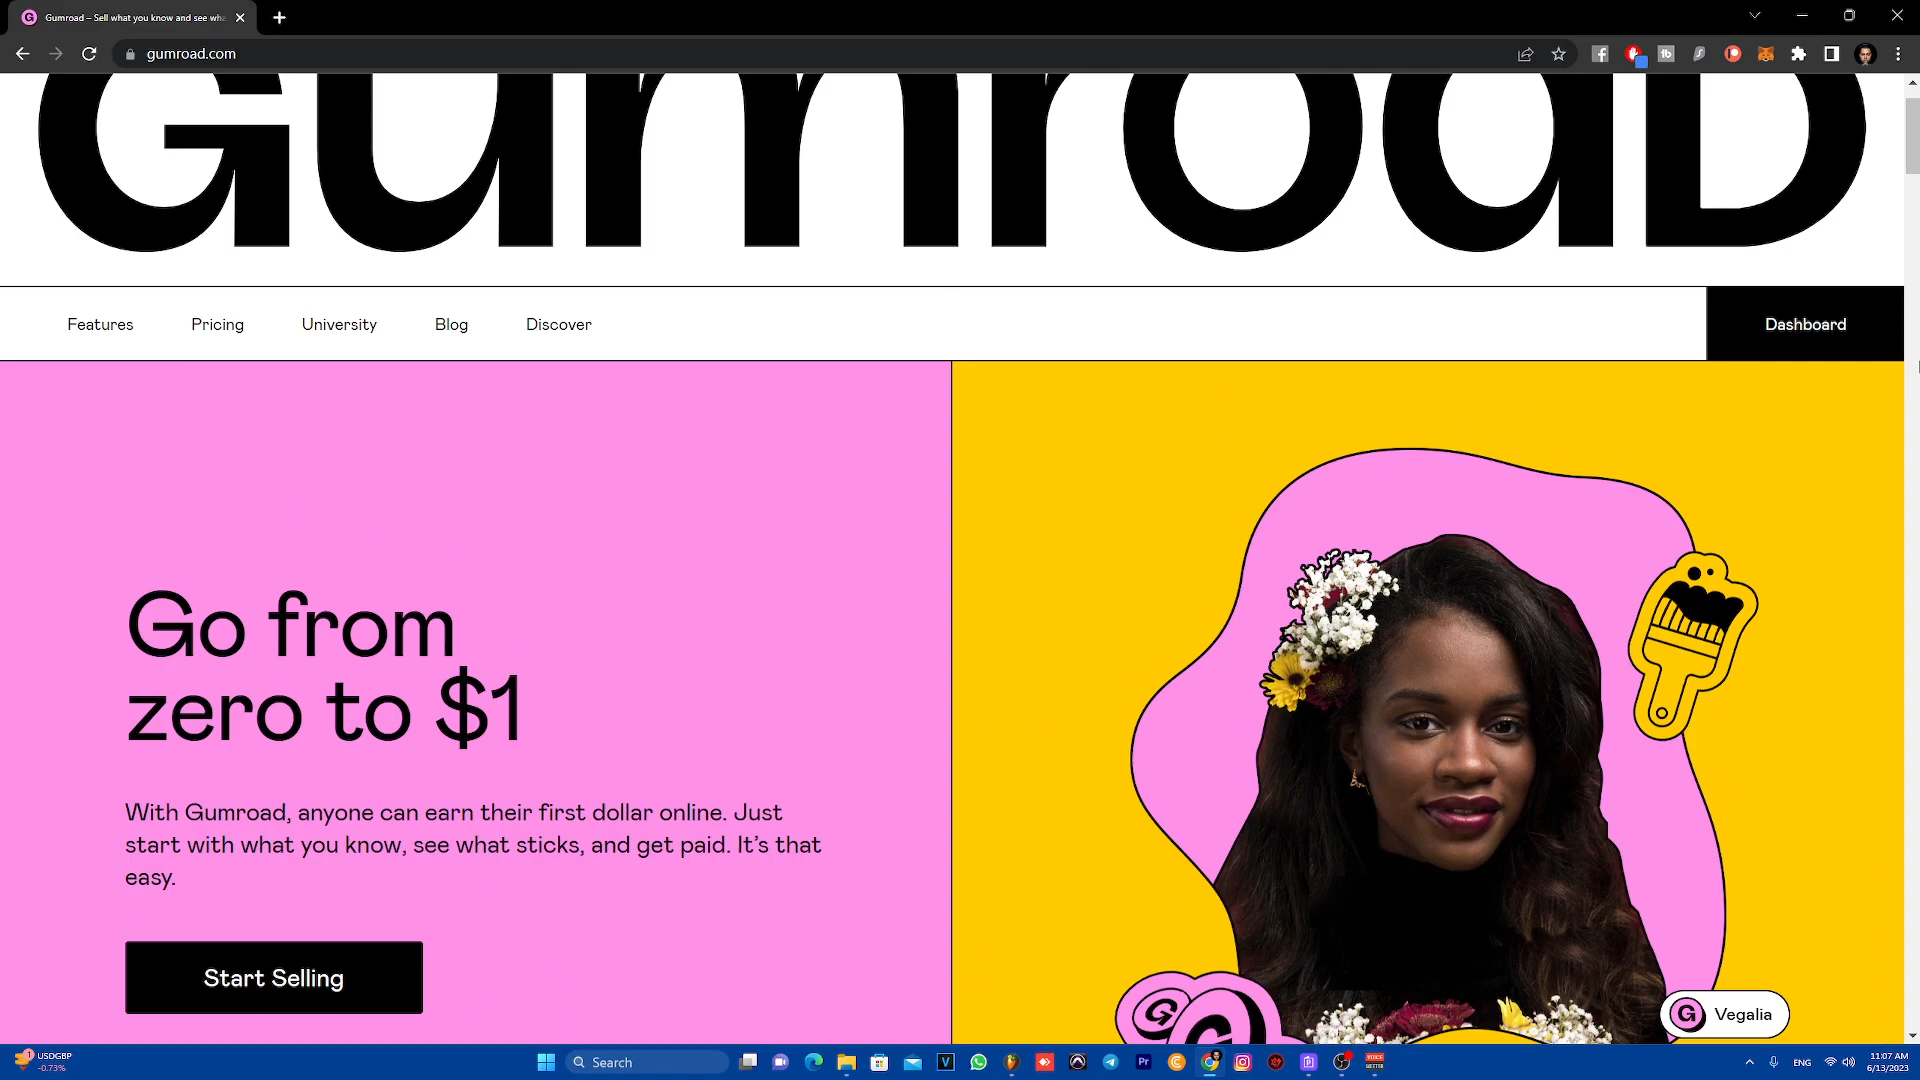 Gumroad – Sell what you know and see wha
gumroad.com
Gumroad
Features
Pricing
University
Blog
Discover
Dashboard
Go from
zero to $1
With Gumroad, anyone can earn their first dollar online. Just
start with what you know, see what sticks, and get paid. It's that
easy.
Start Selling
G
G
G Vegalia
1
USDGBP
-0.73%
Search
ENG
11:07 AM
6/13/2023